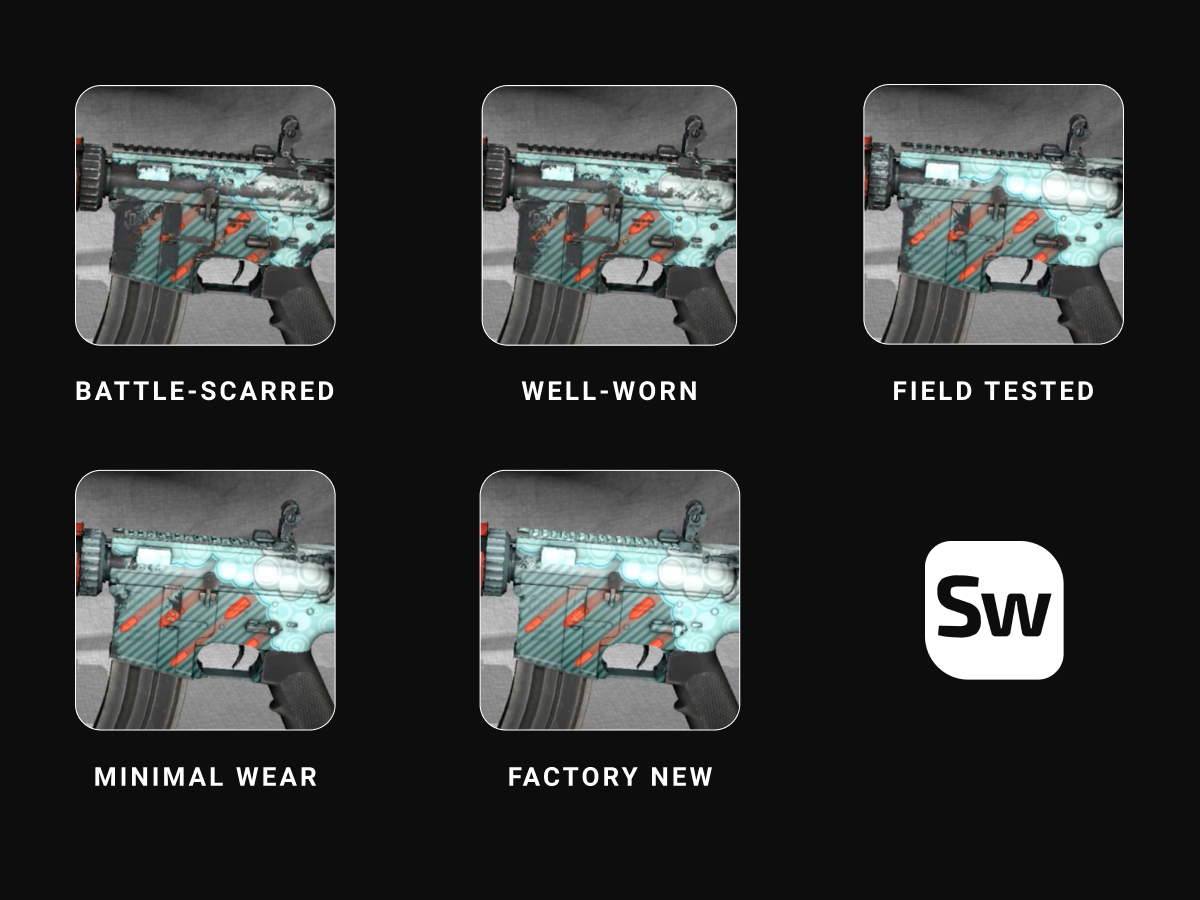 BATTLE-SCARRED
WELL-WORN
FIELD TESTED
MINIMAL WEAR
FACTORY NEW
Sw